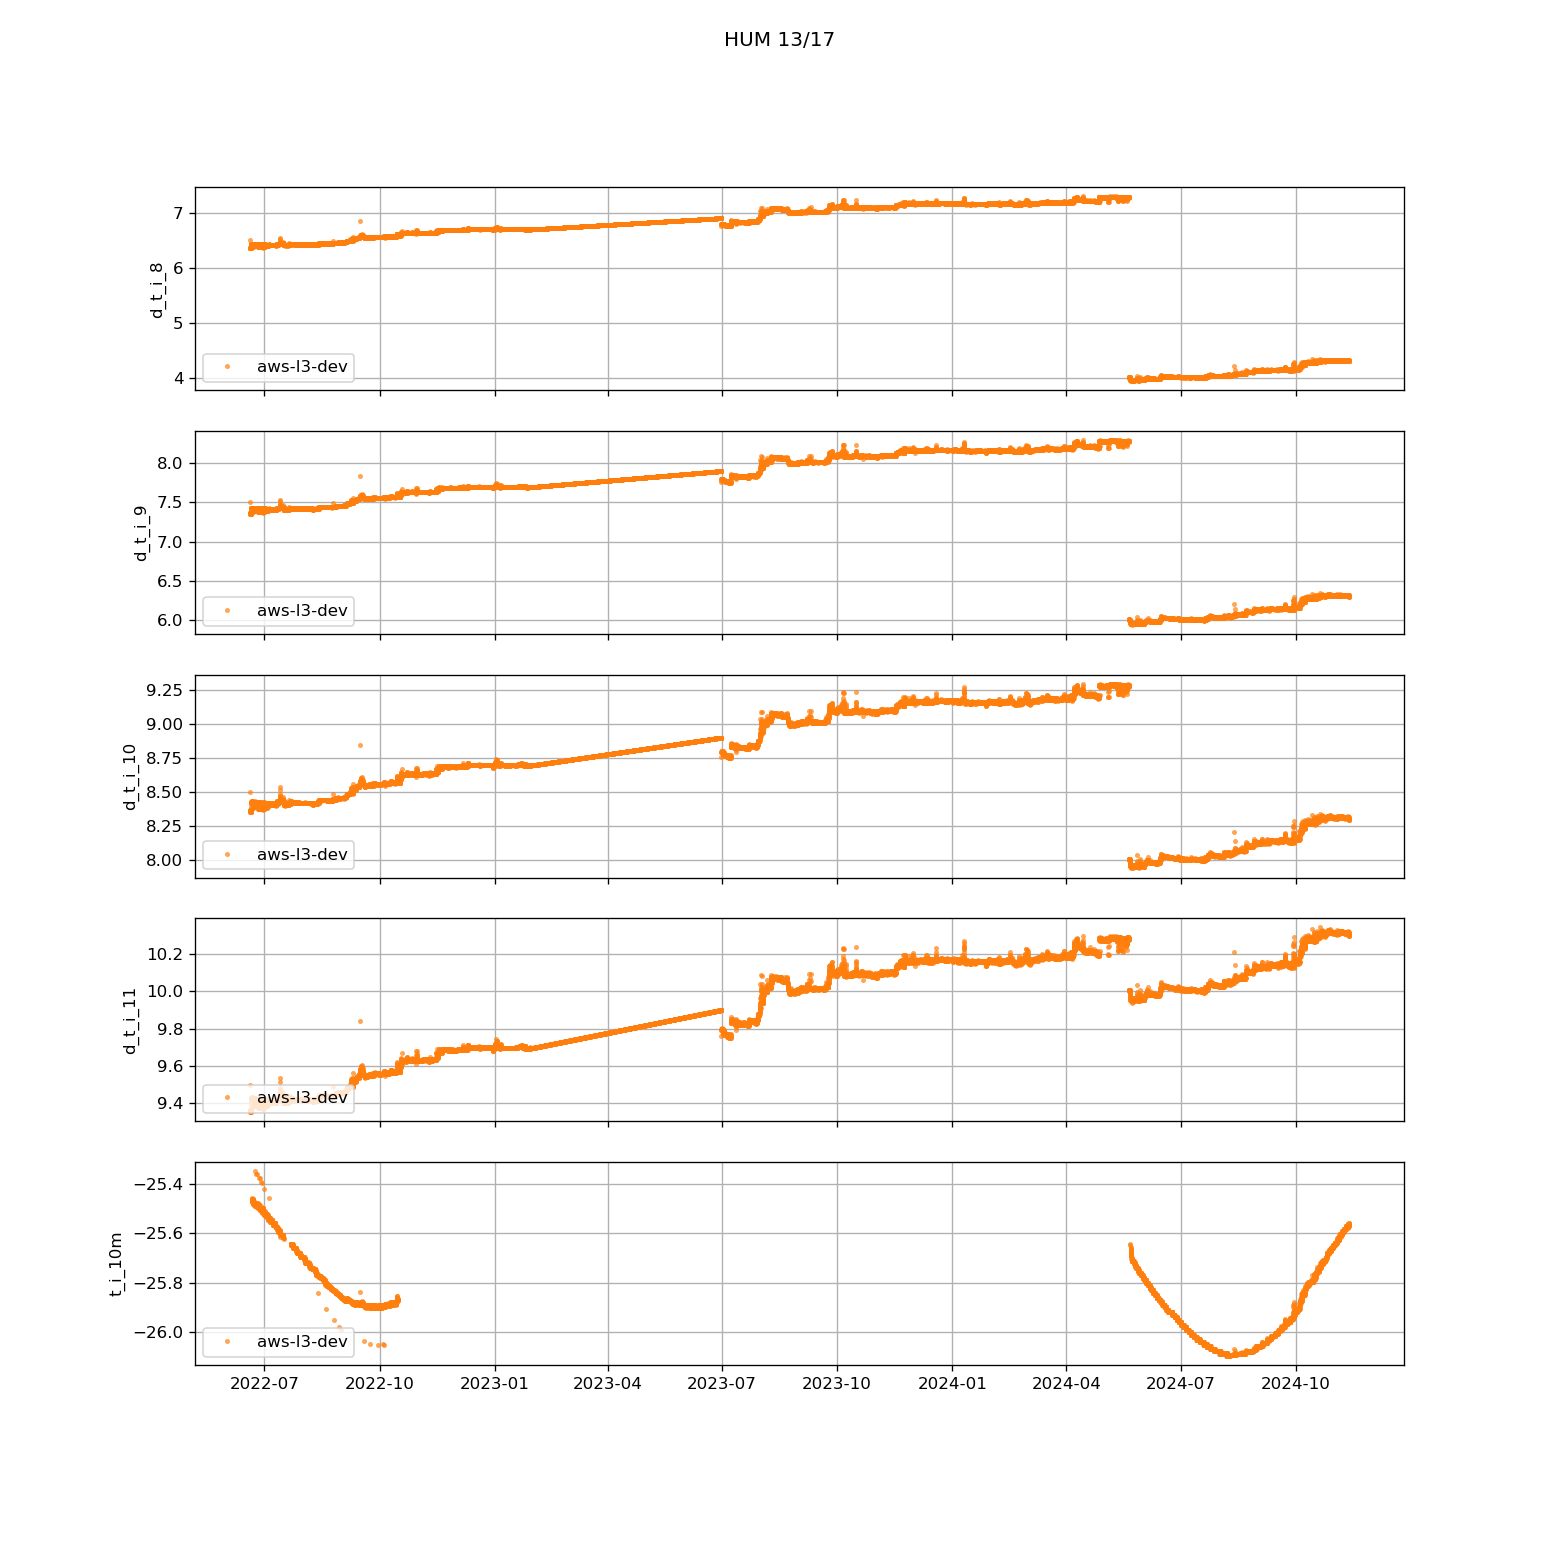 HUM 13/17
7
6
5
4
d_t_i_8
aws-l3-dev
8.0
7.5
7.0
6.5
6.0
d_t_i_9
aws-l3-dev
9.25
9.00
8.75
8.50
8.25
8.00
d_t_i_10
aws-l3-dev
10.2
10.0
9.8
9.6
9.4
d_t_i_11
aws-l3-dev
−25.4
−25.6
−25.8
−26.0
t_i_10m
aws-l3-dev
2022-07 2022-10 2023-01 2023-04 2023-07 2023-10 2024-01 2024-04 2024-07 2024-10